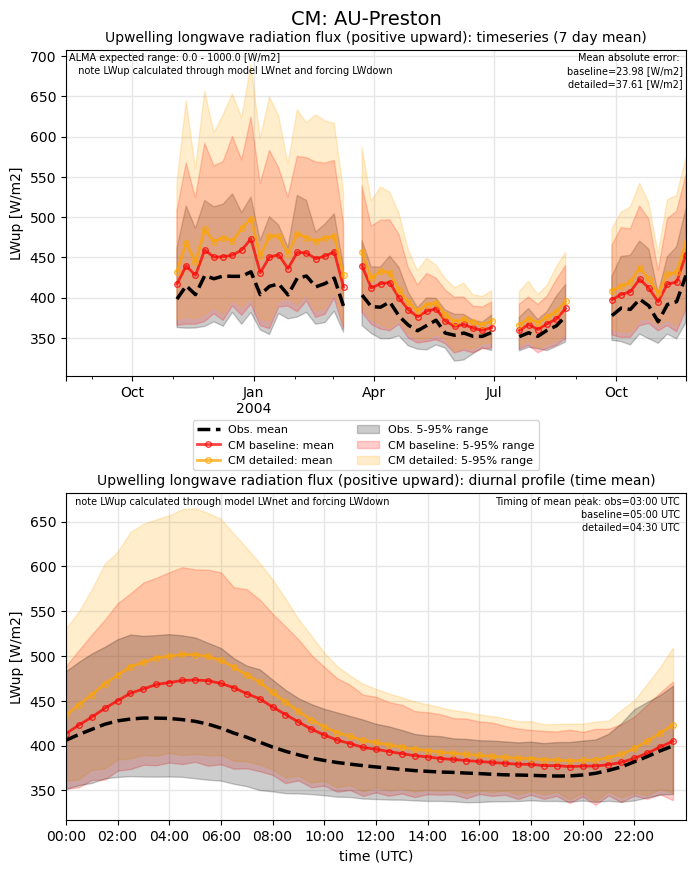 CM: AU-Preston
Upwelling longwave radiation flux (positive upward): timeseries (7 day mean)
ALMA expected range: 0.0 - 1000.0 [W/m2]
note LWup calculated through model LWnet and forcing LWdown
Mean absolute error:
baseline=23.98 [W/m2]
detailed=37.61 [W/m2]
LWup [W/m2]
700
650
600
550
500
450
400
350
Oct
Jan
2004
Apr
Jul
Oct
Obs. mean
CM baseline: mean
CM detailed: mean
Obs. 5-95% range
CM baseline: 5-95% range
CM detailed: 5-95% range
Upwelling longwave radiation flux (positive upward): diurnal profile (time mean)
note LWup calculated through model LWnet and forcing LWdown
Timing of mean peak: obs=03:00 UTC
baseline=05:00 UTC
detailed=04:30 UTC
LWup [W/m2]
650
600
550
500
450
400
350
00:00 02:00 04:00 06:00 08:00 10:00 12:00 14:00 16:00 18:00 20:00 22:00
time (UTC)